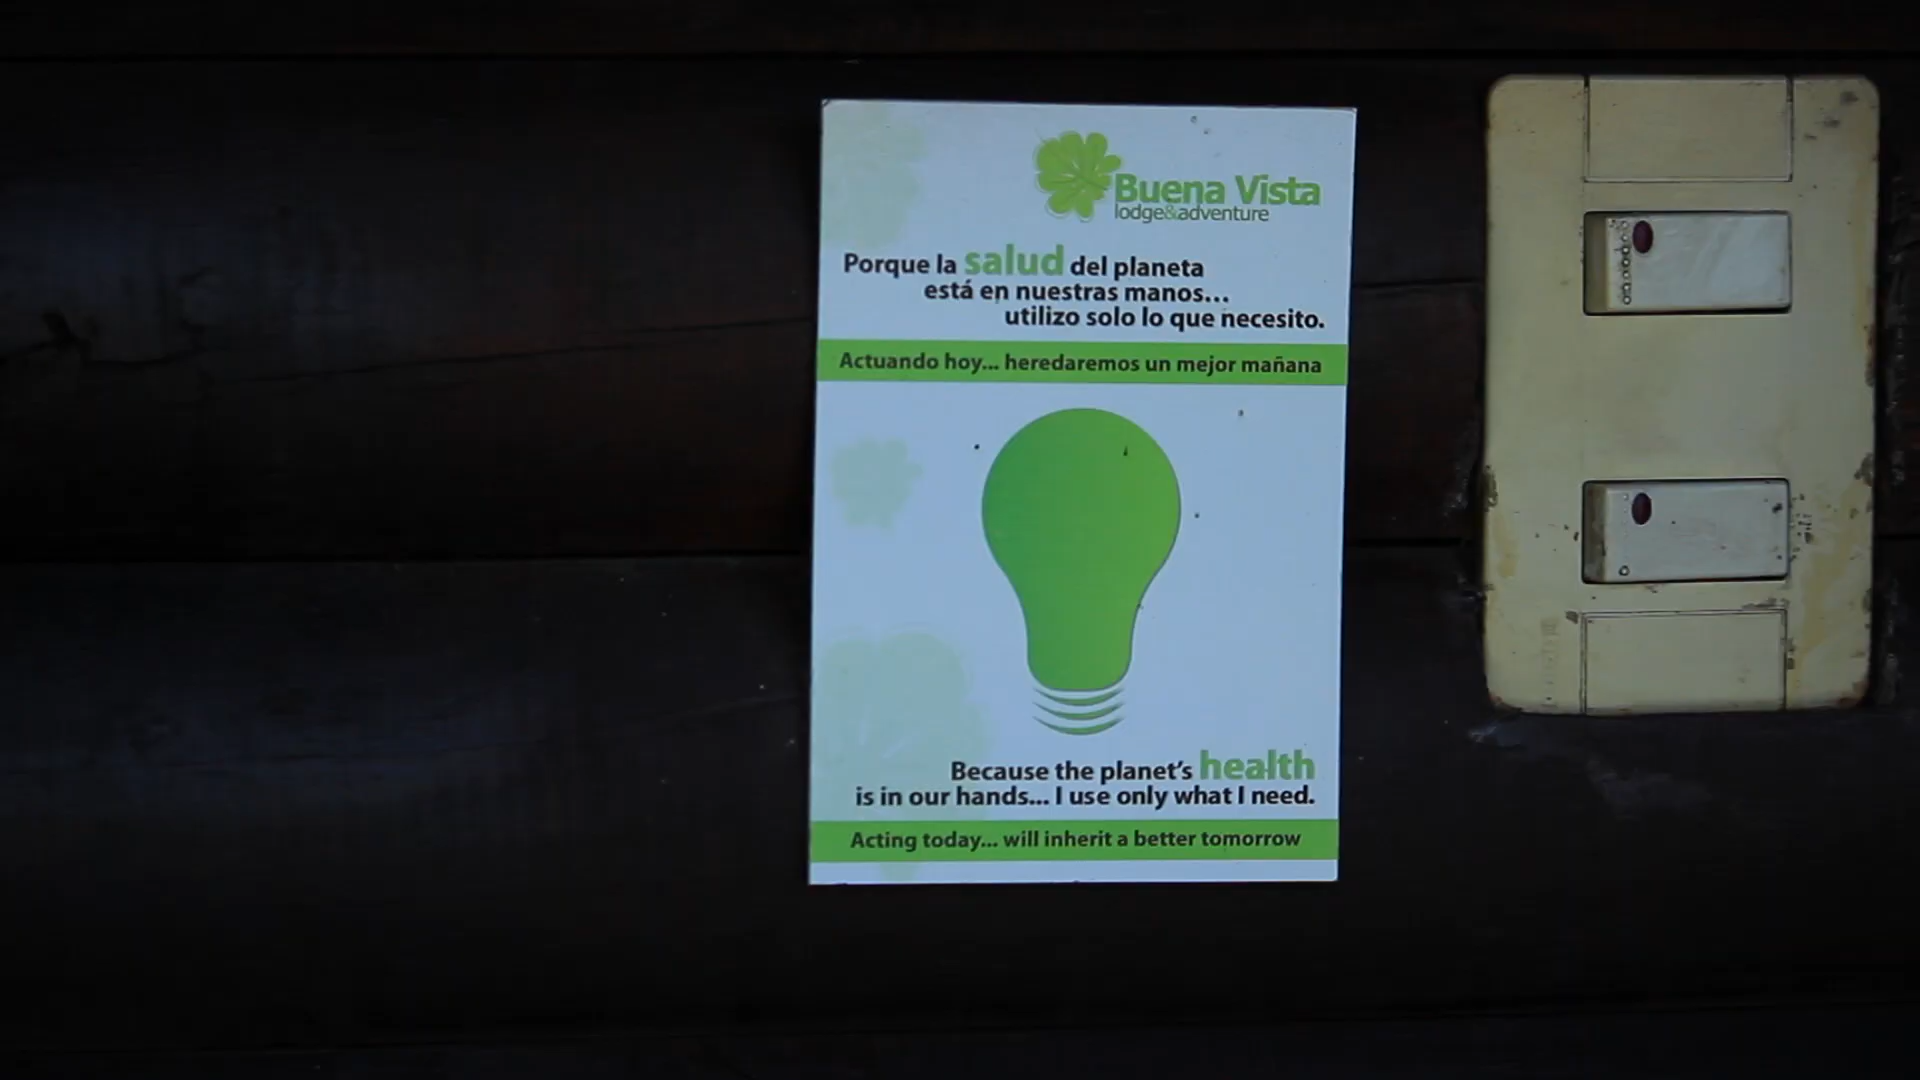 Buena Vista
lodge&adventure
Porque la salud del planeta
está en nuestras manos...
utilizo solo lo que necesito.
Actuando hoy... heredaremos un mejor mañana
Because the planet's health
is in our hands... I use only what I need.
Acting today... will inherit a better tomorrow